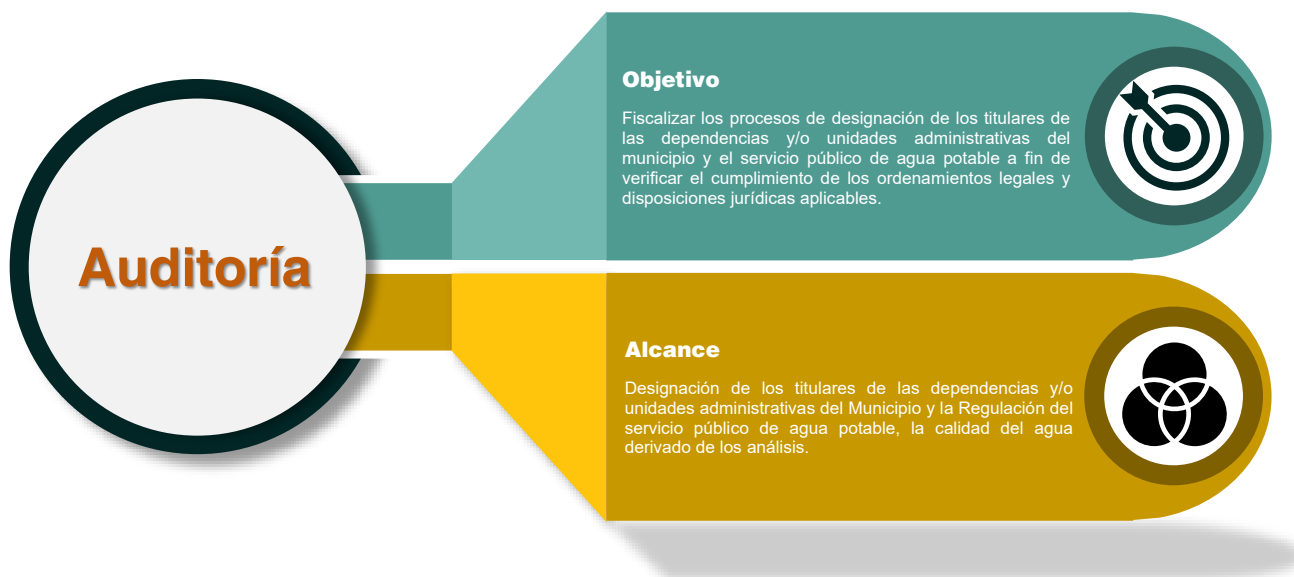 Auditoría
Objetivo
Fiscalizar los procesos de designación de los titulares de
las dependencias y/o unidades administrativas del
municipio y el servicio público de agua potable a fin de
verificar el cumplimiento de los ordenamientos legales y
disposiciones jurídicas aplicables.
Alcance
Designación de los titulares de las dependencias y/o
unidades administrativas del Municipio y la Regulación del
servicio público de agua potable, la calidad del agua
derivado de los análisis.